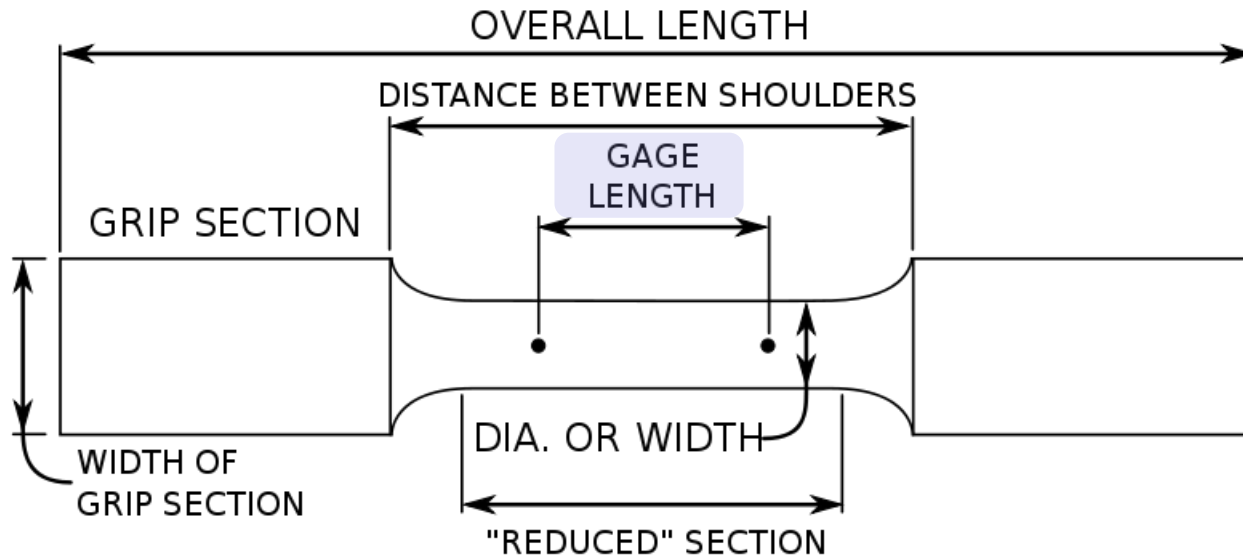 OVERALL LENGTH
DISTANCE BETWEEN SHOULDERS
GAGE
LENGTH
GRIP SECTION
DIA. OR WIDTH
WIDTH OF
GRIP SECTION
"REDUCED" SECTION